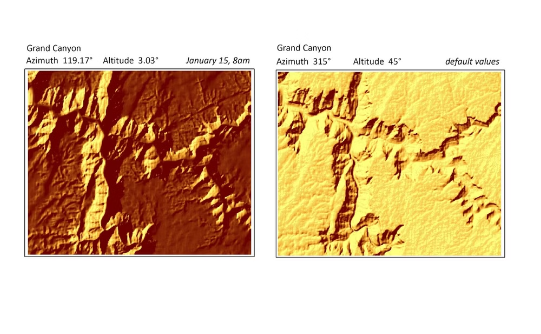 Grand Canyon
Azimuth 119.17° Altitude 3.03° January 15, 8am
Grand Canyon
Azimuth 315° Altitude 45° default values